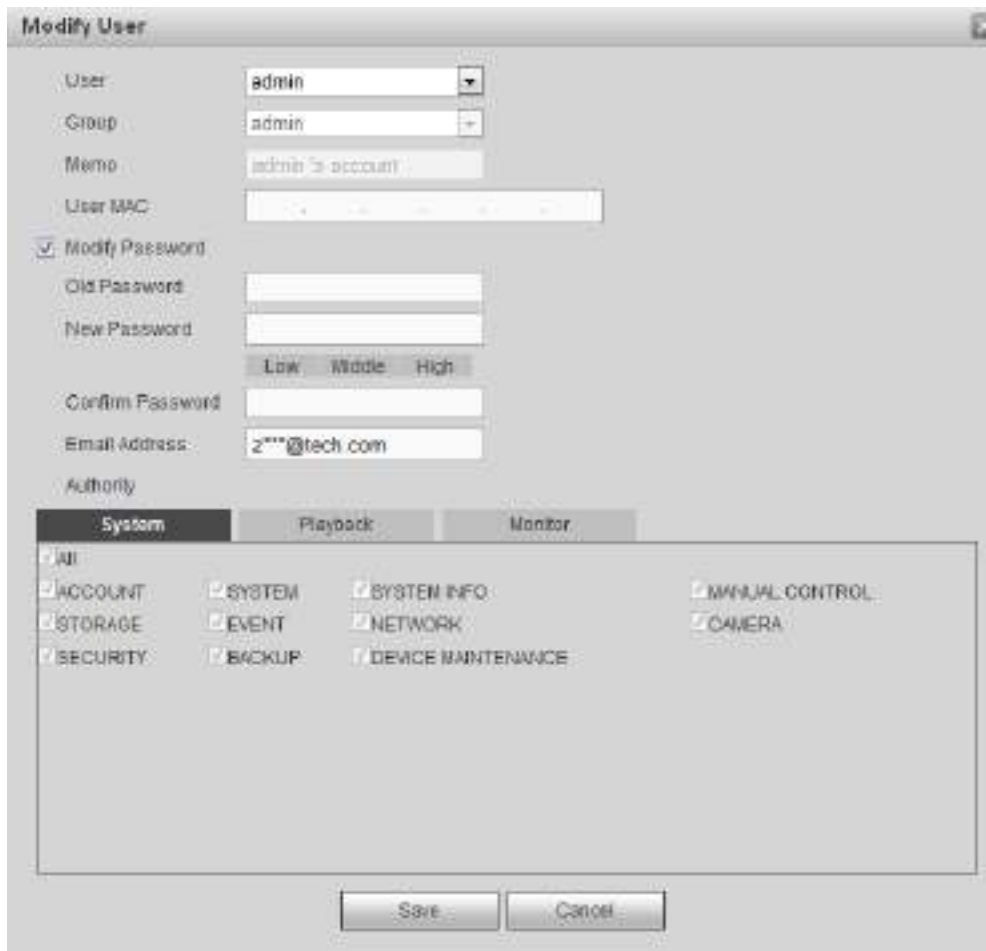 Modify User
User admin
Group admin
Memo admin 's account
User MAC
Modify Password
Old Password
New Password
Low Middle High
Confirm Password
Email Address z***@tech.com
Authority
System Playback Monitor
All
ACCOUNT SYSTEM SYSTEM INFO MANUAL CONTROL
STORAGE EVENT NETWORK CAMERA
SECURITY BACKUP DEVICE MAINTENANCE
Save Cancel